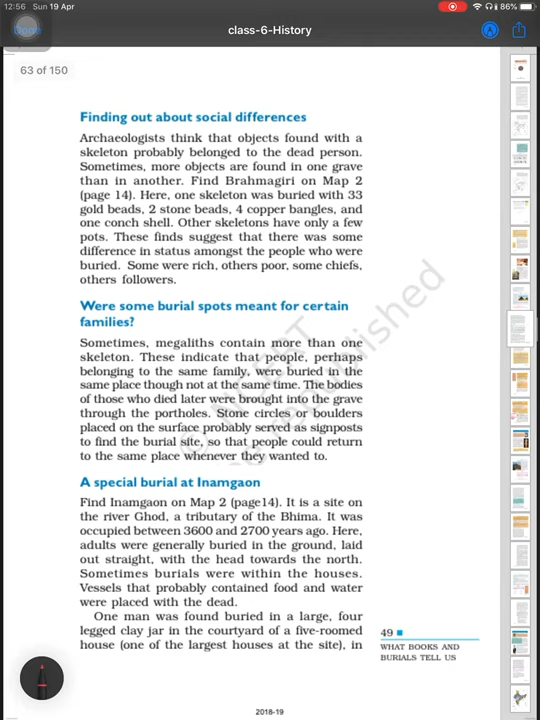 12:56 Sun 19 Apr
86%
Done
class-6-History
63 of 150
Finding out about social differences
Archaeologists think that objects found with a
skeleton probably belonged to the dead person.
Sometimes, more objects are found in one grave
than in another. Find Brahmagiri on Map 2
(page 14). Here, one skeleton was buried with 33
gold beads, 2 stone beads, 4 copper bangles, and
one conch shell. Other skeletons have only a few
pots. These finds suggest that there was some
difference in status amongst the people who were
buried. Some were rich, others poor, some chiefs,
others followers.
Were some burial spots meant for certain
families?
Sometimes, megaliths contain more than one
skeleton. These indicate that people, perhaps
belonging to the same family, were buried in the
same place though not at the same time. The bodies
of those who died later were brought into the grave
through the portholes. Stone circles or boulders
placed on the surface probably served as signposts
to find the burial site, so that people could return
to the same place whenever they wanted to.
A special burial at Inamgaon
Find Inamgaon on Map 2 (page14). It is a site on
the river Ghod, a tributary of the Bhima. It was
occupied between 3600 and 2700 years ago. Here,
adults were generally buried in the ground, laid
out straight, with the head towards the north.
Sometimes burials were within the houses.
Vessels that probably contained food and water
were placed with the dead.
One man was found buried in a large, four
legged clay jar in the courtyard of a five-roomed
house (one of the largest houses at the site), in
49
WHAT BOOKS AND
BURIALS TELL US
2018-19